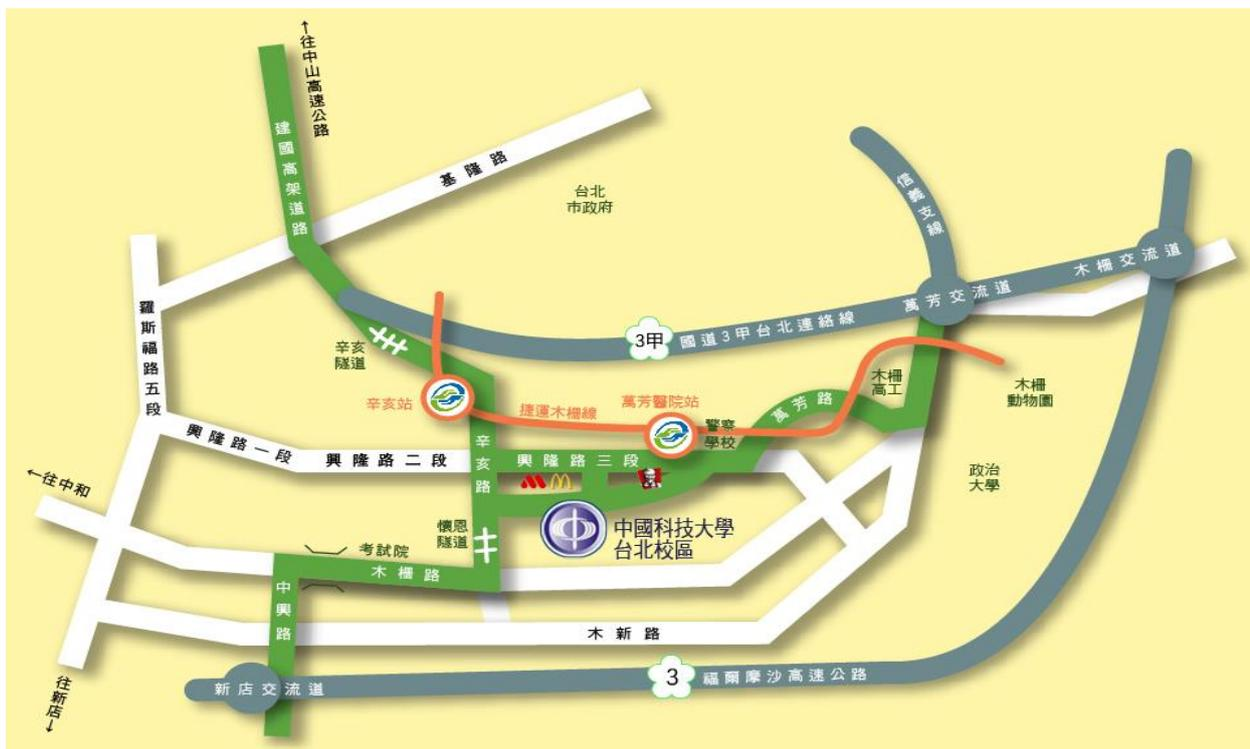 ←往中山高速公路
建國高架道路
基隆路
台北
市政府
信義支線
木柵交流道
萬芳交流道
羅斯福路五段
3甲
國道3甲台北連絡線
辛亥
隧道
木柵
高工
木柵
動物園
辛亥站
捷運木柵線
萬芳醫院站
萬芳路
警察
學校
興隆路一段
興隆路二段
辛亥路
興隆路三段
政治
大學
←往中和
懷恩
隧道
中國科技大學
台北校區
考試院
木柵路
中興路
木新路
3
福爾摩沙高速公路
新店交流道
往新店→